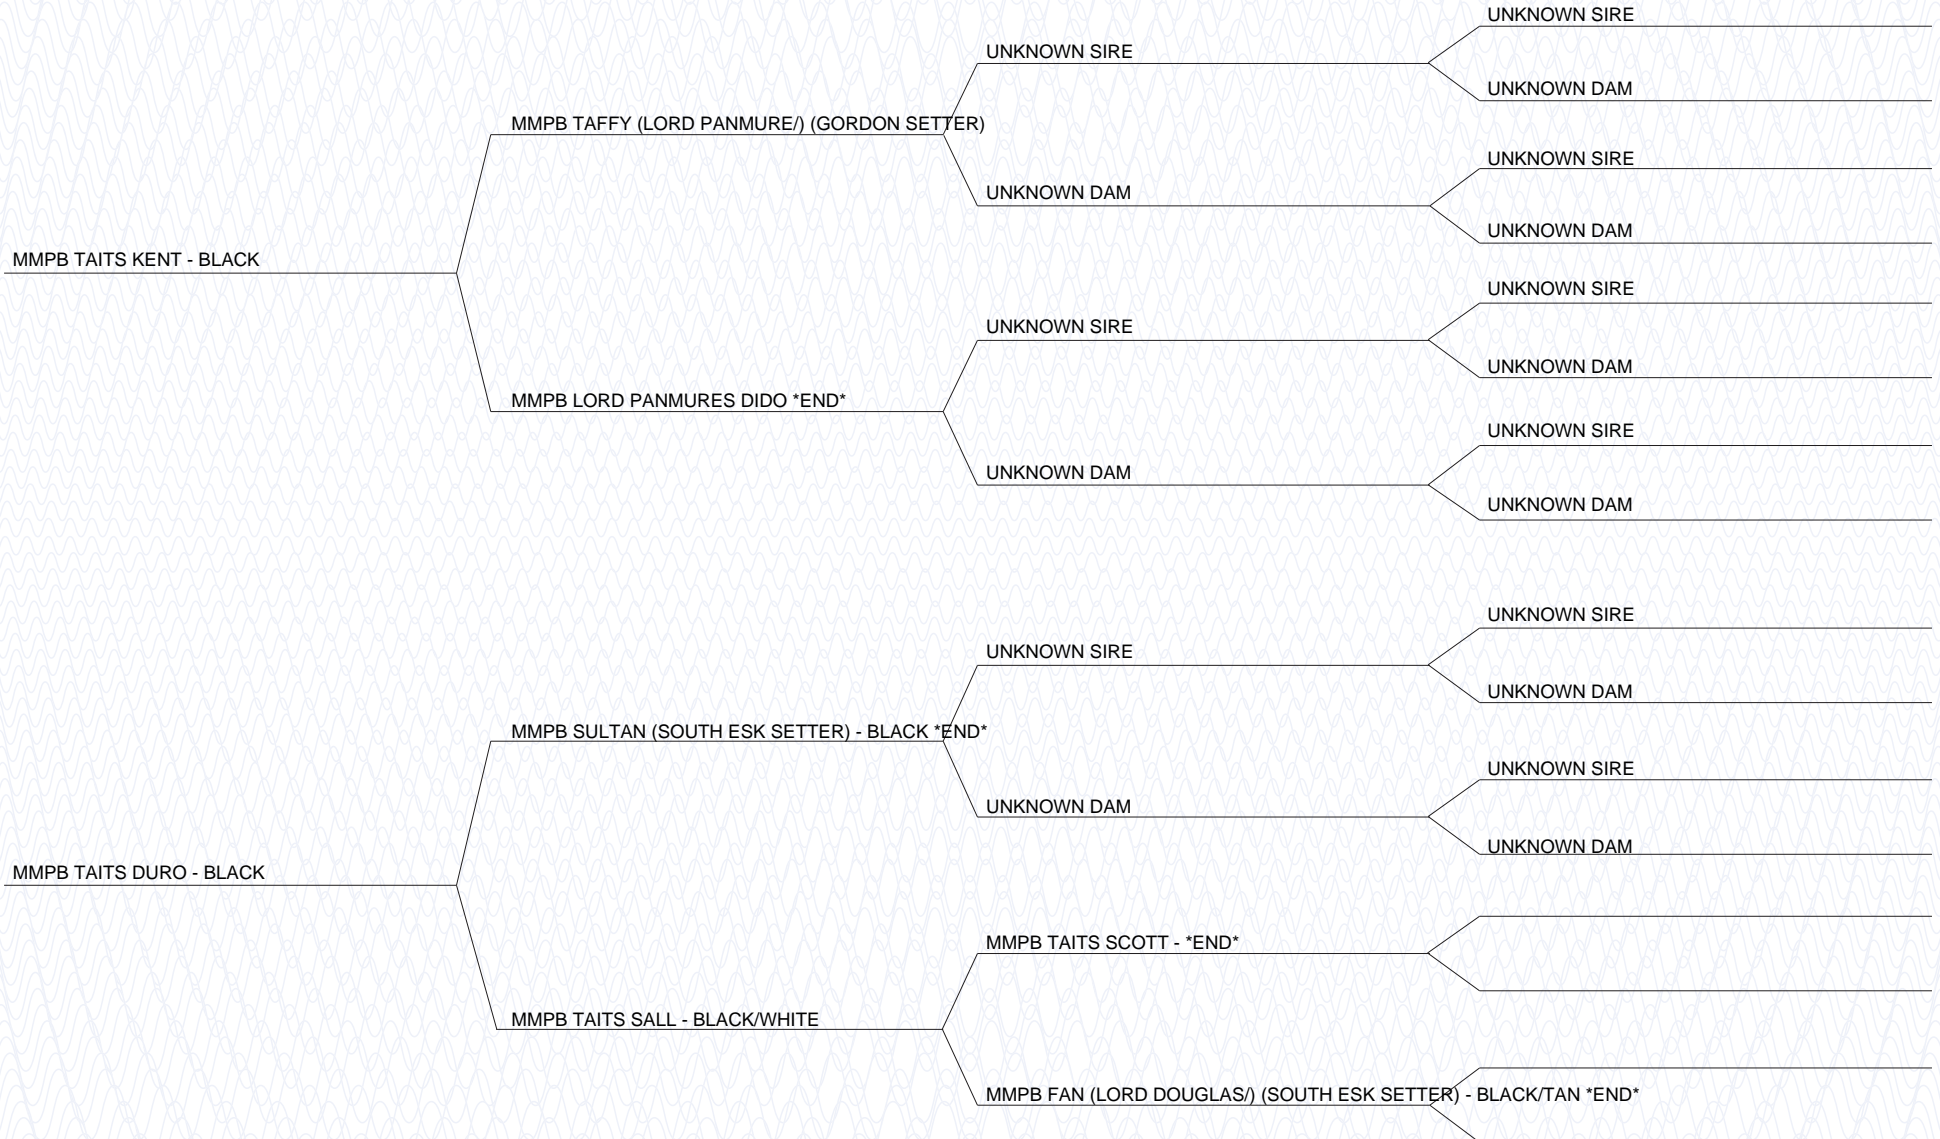 UNKNOWN SIRE
UNKNOWN SIRE
UNKNOWN DAM
MMPB TAFFY (LORD PANMURE/) (GORDON SETTER)
UNKNOWN SIRE
UNKNOWN DAM
UNKNOWN DAM
MMPB TAITS KENT - BLACK
UNKNOWN SIRE
UNKNOWN SIRE
UNKNOWN DAM
MMPB LORD PANMURES DIDO *END*
UNKNOWN SIRE
UNKNOWN DAM
UNKNOWN DAM
UNKNOWN SIRE
UNKNOWN SIRE
UNKNOWN DAM
MMPB SULTAN (SOUTH ESK SETTER) - BLACK *END*
UNKNOWN SIRE
UNKNOWN DAM
UNKNOWN DAM
MMPB TAITS DURO - BLACK
MMPB TAITS SCOTT - *END*
MMPB TAITS SALL - BLACK/WHITE
MMPB FAN (LORD DOUGLAS/) (SOUTH ESK SETTER) - BLACK/TAN *END*